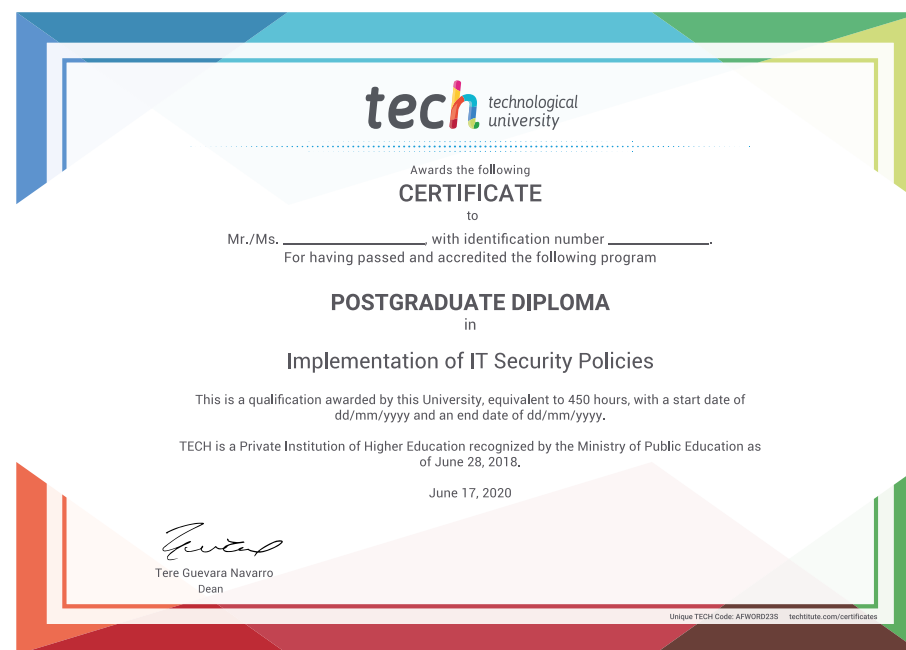 tech technological
university
Awards the following
CERTIFICATE
to
Mr./Ms. ____________, with identification number ____________.
For having passed and accredited the following program
POSTGRADUATE DIPLOMA
in
Implementation of IT Security Policies
This is a qualification awarded by this University, equivalent to 450 hours, with a start date of
dd/mm/yyyy and an end date of dd/mm/yyyy.
TECH is a Private Institution of Higher Education recognized by the Ministry of Public Education as
of June 28, 2018.
June 17, 2020
Tere Guevara Navarro
Dean
Unique TECH Code: AFWORD23S techtitute.com/certificates